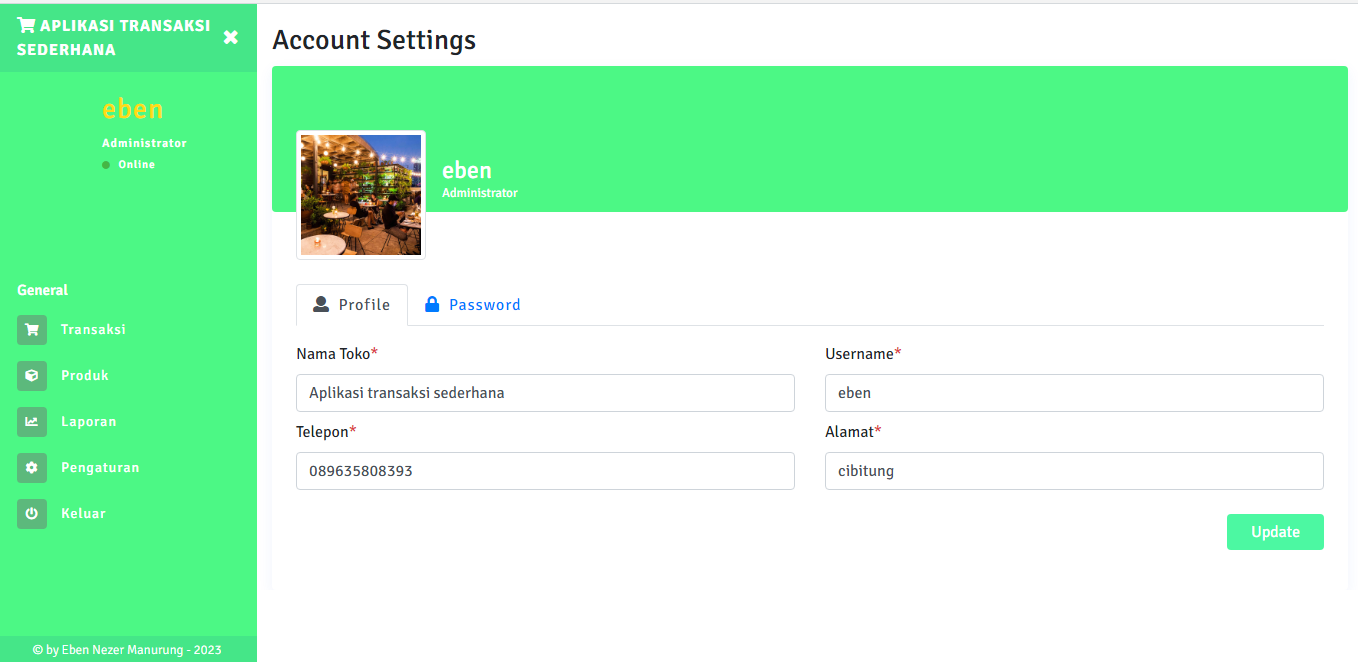 APLIKASI TRANSAKSI
SEDERHANA
eben
Administrator
Online
General
Transaksi
Produk
Laporan
Pengaturan
Keluar
© by Eben Nezer Manurung - 2023
Account Settings
eben
Administrator
Profile
Password
Nama Toko*
Aplikasi transaksi sederhana
Username*
eben
Telepon*
089635808393
Alamat*
cibitung
Update